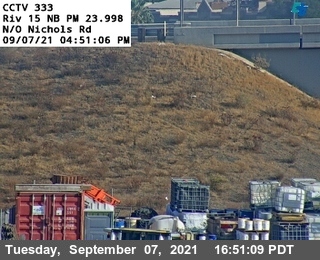 CCTV 333
Riv 15 NB PM 23.998
N/O Nichols Rd
09/07/21 04:51:06 PM
Tuesday, September 07, 2021 16:51:09 PDT